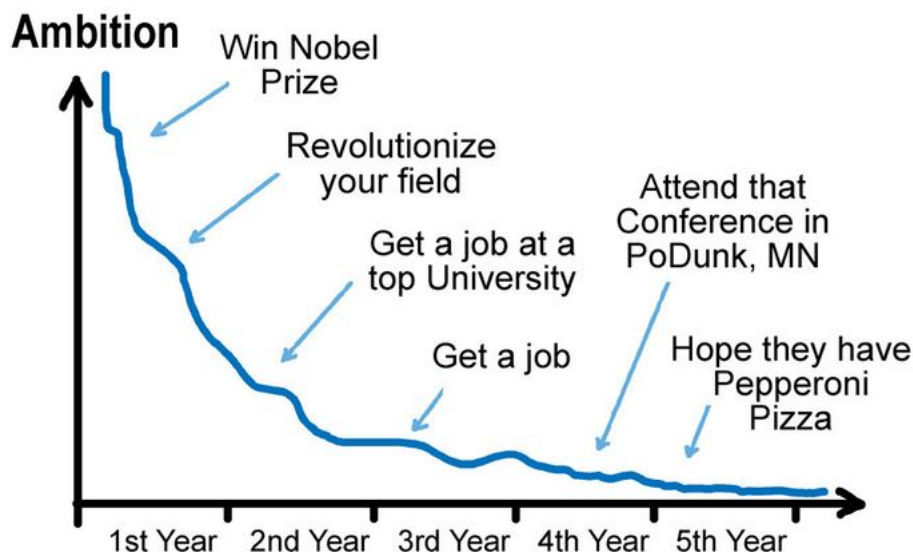 Ambition
Win Nobel
Prize
Revolutionize
your field
Get a job at a
top University
Get a job
Attend that
Conference in
PoDunk, MN
Hope they have
Pepperoni
Pizza
1st Year 2nd Year 3rd Year 4th Year 5th Year